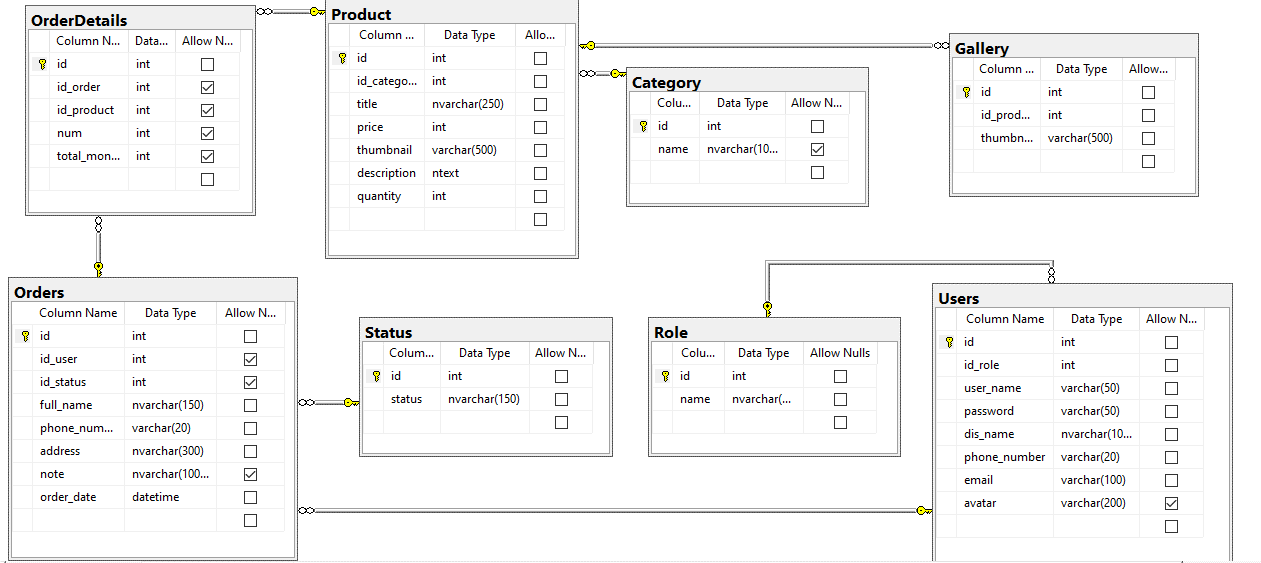 OrderDetails
Column N... Data... Allow N...
id int
id_order int
id_product int
num int
total_mon... int
Product
Column ... Data Type Allo...
id int
id_catego... int
title nvarchar(250)
price int
thumbnail varchar(500)
description ntext
quantity int
Category
Colu... Data Type Allow N...
id int
name nvarchar(10...
Gallery
Column ... Data Type Allow...
id int
id_prod... int
thumbn... varchar(500)
Orders
Column Name Data Type Allow N...
id int
id_user int
id_status int
full_name nvarchar(150)
phone_num... varchar(20)
address nvarchar(300)
note nvarchar(100...
order_date datetime
Status
Colum... Data Type Allow N...
id int
status nvarchar(150)
Role
Colu... Data Type Allow Nulls
id int
name nvarchar(...
Users
Column Name Data Type Allow N...
id int
id_role int
user_name varchar(50)
password varchar(50)
dis_name nvarchar(10...
phone_number varchar(20)
email varchar(100)
avatar varchar(200)